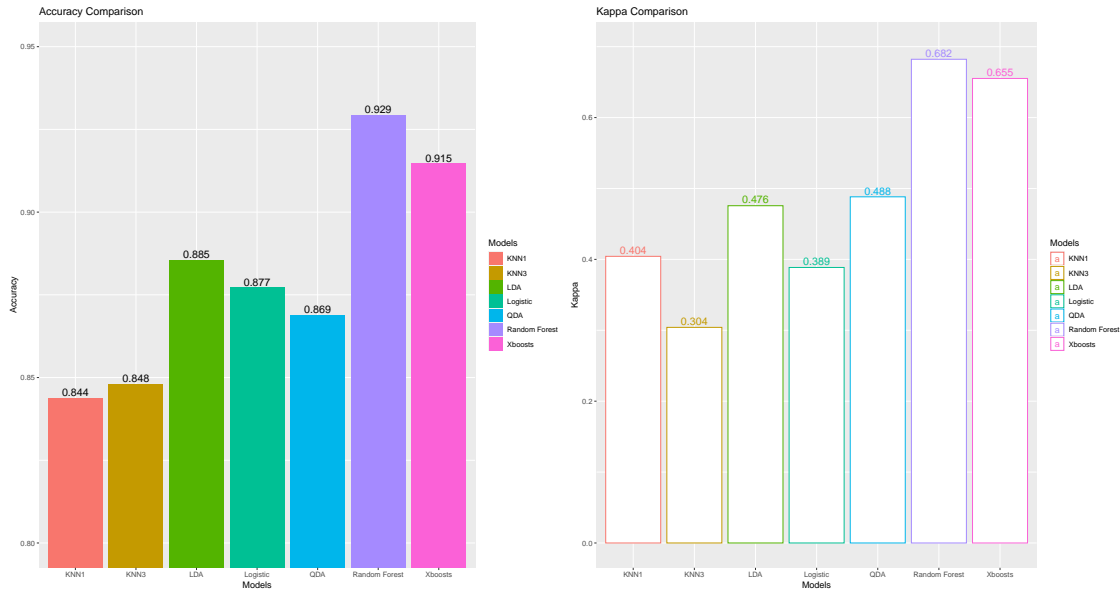 Accuracy Comparison
0.95
0.90
0.85
0.80
Accuracy
0.844
0.848
0.885
0.877
0.869
0.929
0.915
KNN1
KNN3
LDA
Logistic
QDA
Random Forest
Xboosts
Models
Models
KNN1
KNN3
LDA
Logistic
QDA
Random Forest
Xboosts
Kappa Comparison
0.6
0.4
0.2
0.0
Kappa
0.404
0.304
0.476
0.389
0.488
0.682
0.655
KNN1
KNN3
LDA
Logistic
QDA
Random Forest
Xboosts
Models
Models
a KNN1
a KNN3
a LDA
a Logistic
a QDA
a Random Forest
a Xboosts